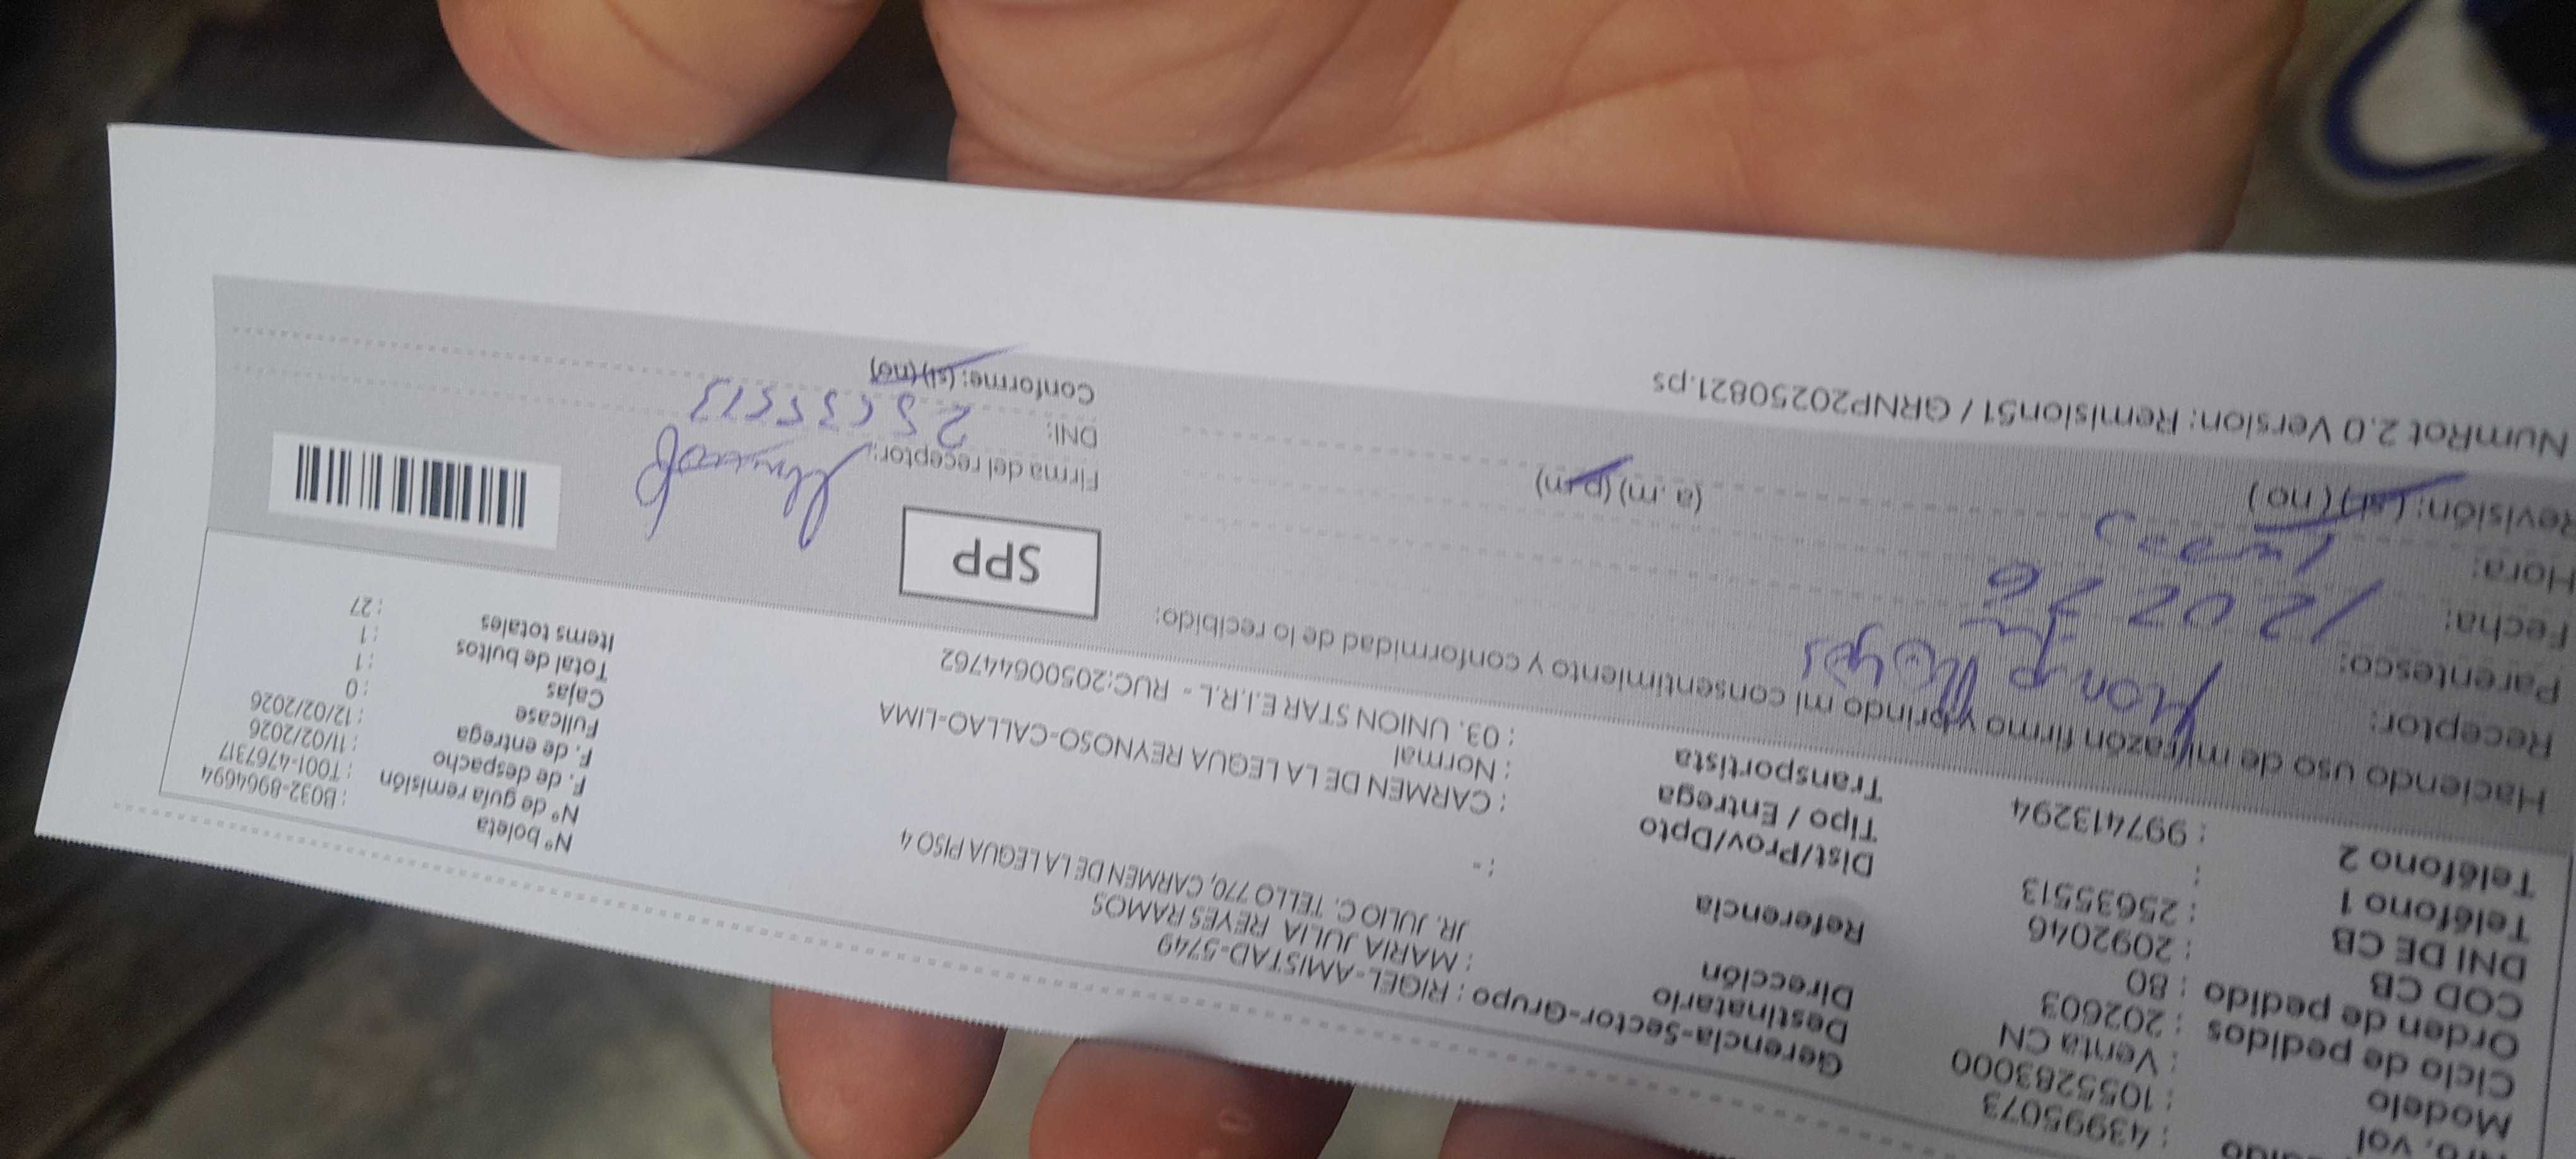 : 43995073
ro, vol : 1055283000
Modelo : Venta CN
Ciclo de pedidos : 202603
Orden de pedido : 80
COD CB : 2092046
DNI DE CB : 25635513
Teléfono 1 :
Teléfono 2 : 997413294
Gerencia-Sector-Grupo : RIGEL-AMISTAD-5749
Destinatario : MARIA JULIA REYES RAMOS
Dirección JR. JULIO C. TELLO 770, CARMEN DE LA LEGUA PISO 4
Referencia : -
Dist/Prov/Dpto : CARMEN DE LA LEGUA REYNOSO-CALLAO-LIMA
Tipo / Entrega : Normal
Transportista : 03. UNION STAR E.I.R.L - RUC:20500644762
N° boleta : B032-8964694
N° de guía remisión : T001-4767317
F. de despacho : 11/02/2026
F. de entrega : 12/02/2026
Fullcase : 0
Cajas : 1
Total de bultos : 1
Items totales : 27
Haciendo uso de mi razón firmo y brindo mi consentimiento y conformidad de lo recibido:
Receptor: Reyes
Parentesco:
Fecha: 12 02 26
Hora: (a. m) (p.m)
Revisión: (si) (no)
SPP
Firma del receptor:
DNI: 25635513
Conforme: (si) (no)
NumRot 2.0 Version: Remision51 / GRNP20250821.ps